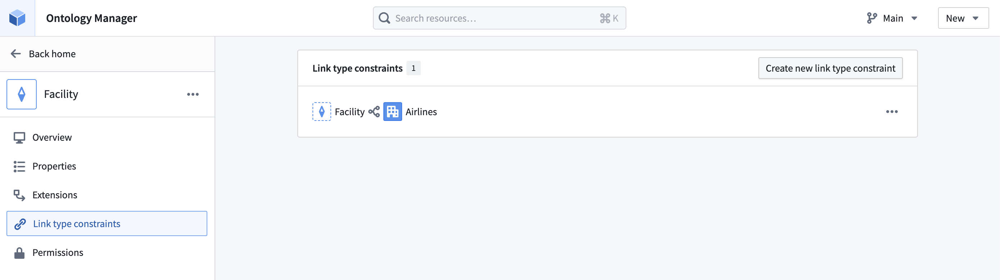 Ontology Manager
Search resources…
⌘ K
Main
New
Back home
Facility
Overview
Properties
Extensions
Link type constraints
Permissions
Link type constraints 1
Create new link type constraint
Facility Airlines